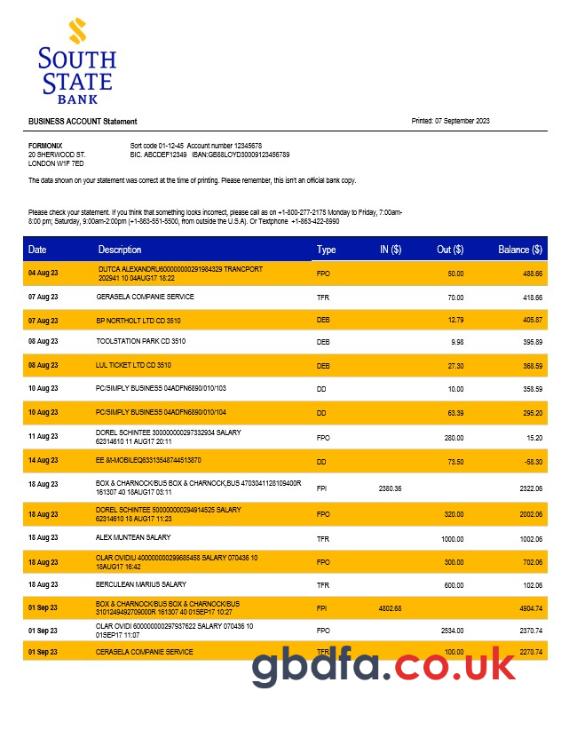 SOUTH
STATE
BANK
BUSINESS ACCOUNT Statement
Printed: 07 September 2023
FORMONIX
Sort code 01-12-45 Account number 12345678
20 SHERWOOD ST.
BIC. ABCDEF12349 IBAN:GB88LOYD30009123456789
LONDON W1F 7ED
The data shown on your statement was correct at the time of printing. Please remember, this isn't an official bank copy.
Please check your statement. If you think that something looks incorrect, please call as on +1-800-277-2175 Monday to Friday, 7:00am-
8:00 pm; Saturday, 9:00am-2:00pm (+1-863-551-5500, from outside the U.S.A). Or Textphone +1-863-422-8990
Date Description Type IN ($) Out ($) Balance ($)
04 Aug 23 DUTCA ALEXANDRU600000000291984329 TRANCPORT FPO 50.00 488.66
202941 10 04AUG17 18:22
07 Aug 23 GERASELA COMPANIE SERVICE TFR 70.00 418.66
07 Aug 23 BP NORTHOLT LTD CD 3510 DEB 12.79 405.87
08 Aug 23 TOOLSTATION PARK CD 3510 DEB 9.98 395.89
08 Aug 23 LUL TICKET LTD CD 3510 DEB 27.30 368.59
10 Aug 23 PC/SIMPLY BUSINESS 04ADFN6890/010/103 DD 10.00 358.59
10 Aug 23 PC/SIMPLY BUSINESS 04ADFN6890/010/104 DD 63.39 295.20
11 Aug 23 DOREL SCHINTEE 300000000297332934 SALARY FPO 280.00 15.20
62314610 11 AUG17 20:11
14 Aug 23 EE &t-MOBILEQ63313548744513870 DD 73.50 -58.30
18 Aug 23 BOX & CHARNOCK/BUS BOX & CHARNOCK,BUS 4703041128109400R FPI 2380.36 2322.06
161307 40 18AUG17 03:11
18 Aug 23 DOREL SCHINTEE 500000000294914525 SALARY FPO 320.00 2002.06
62314610 18 AUG17 11:23
18 Aug 23 ALEX MUNTEAN SALARY TFR 1000.00 1002.06
18 Aug 23 OLAR OVIDIU 400000000299685458 SALARY 070436 10 FPO 300.00 702.06
18AUG17 16:42
18 Aug 23 BERCULEAN MARIUS SALARY TFR 600.00 102.06
01 Sep 23 BOX & CHARNOCK/BUS BOX & CHARNOCK/BUS FPI 4802.68 4904.74
3101249492709000R 161307 40 01SEP17 10:27
01 Sep 23 OLAR OVIDI 600000000297937622 SALARY 070436 10 FPO 2534.00 2370.74
01SEP17 11:07
01 Sep 23 CERASELA COMPANIE SERVICE TFR 100.00 2270.74
gbdfa.co.uk